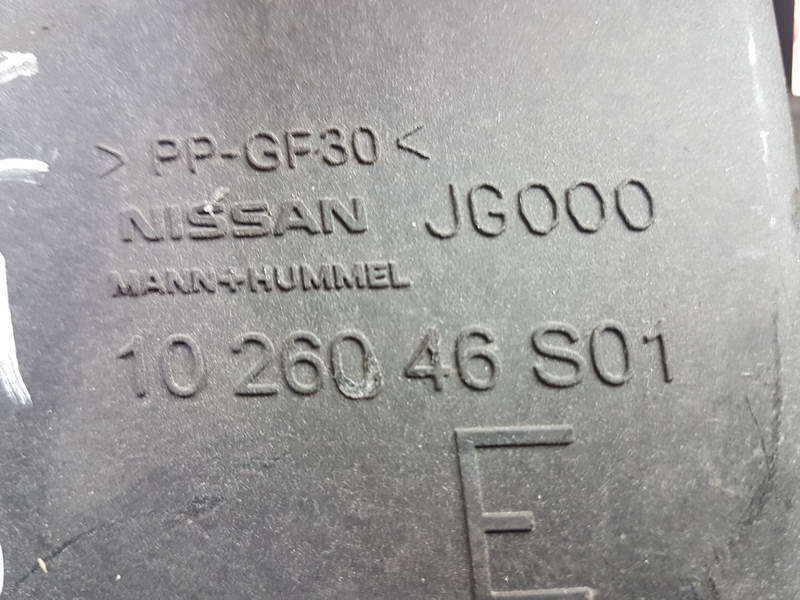 >PP-GF30<
NISSAN JG000
MANN+HUMMEL
10 260 46 S01
E